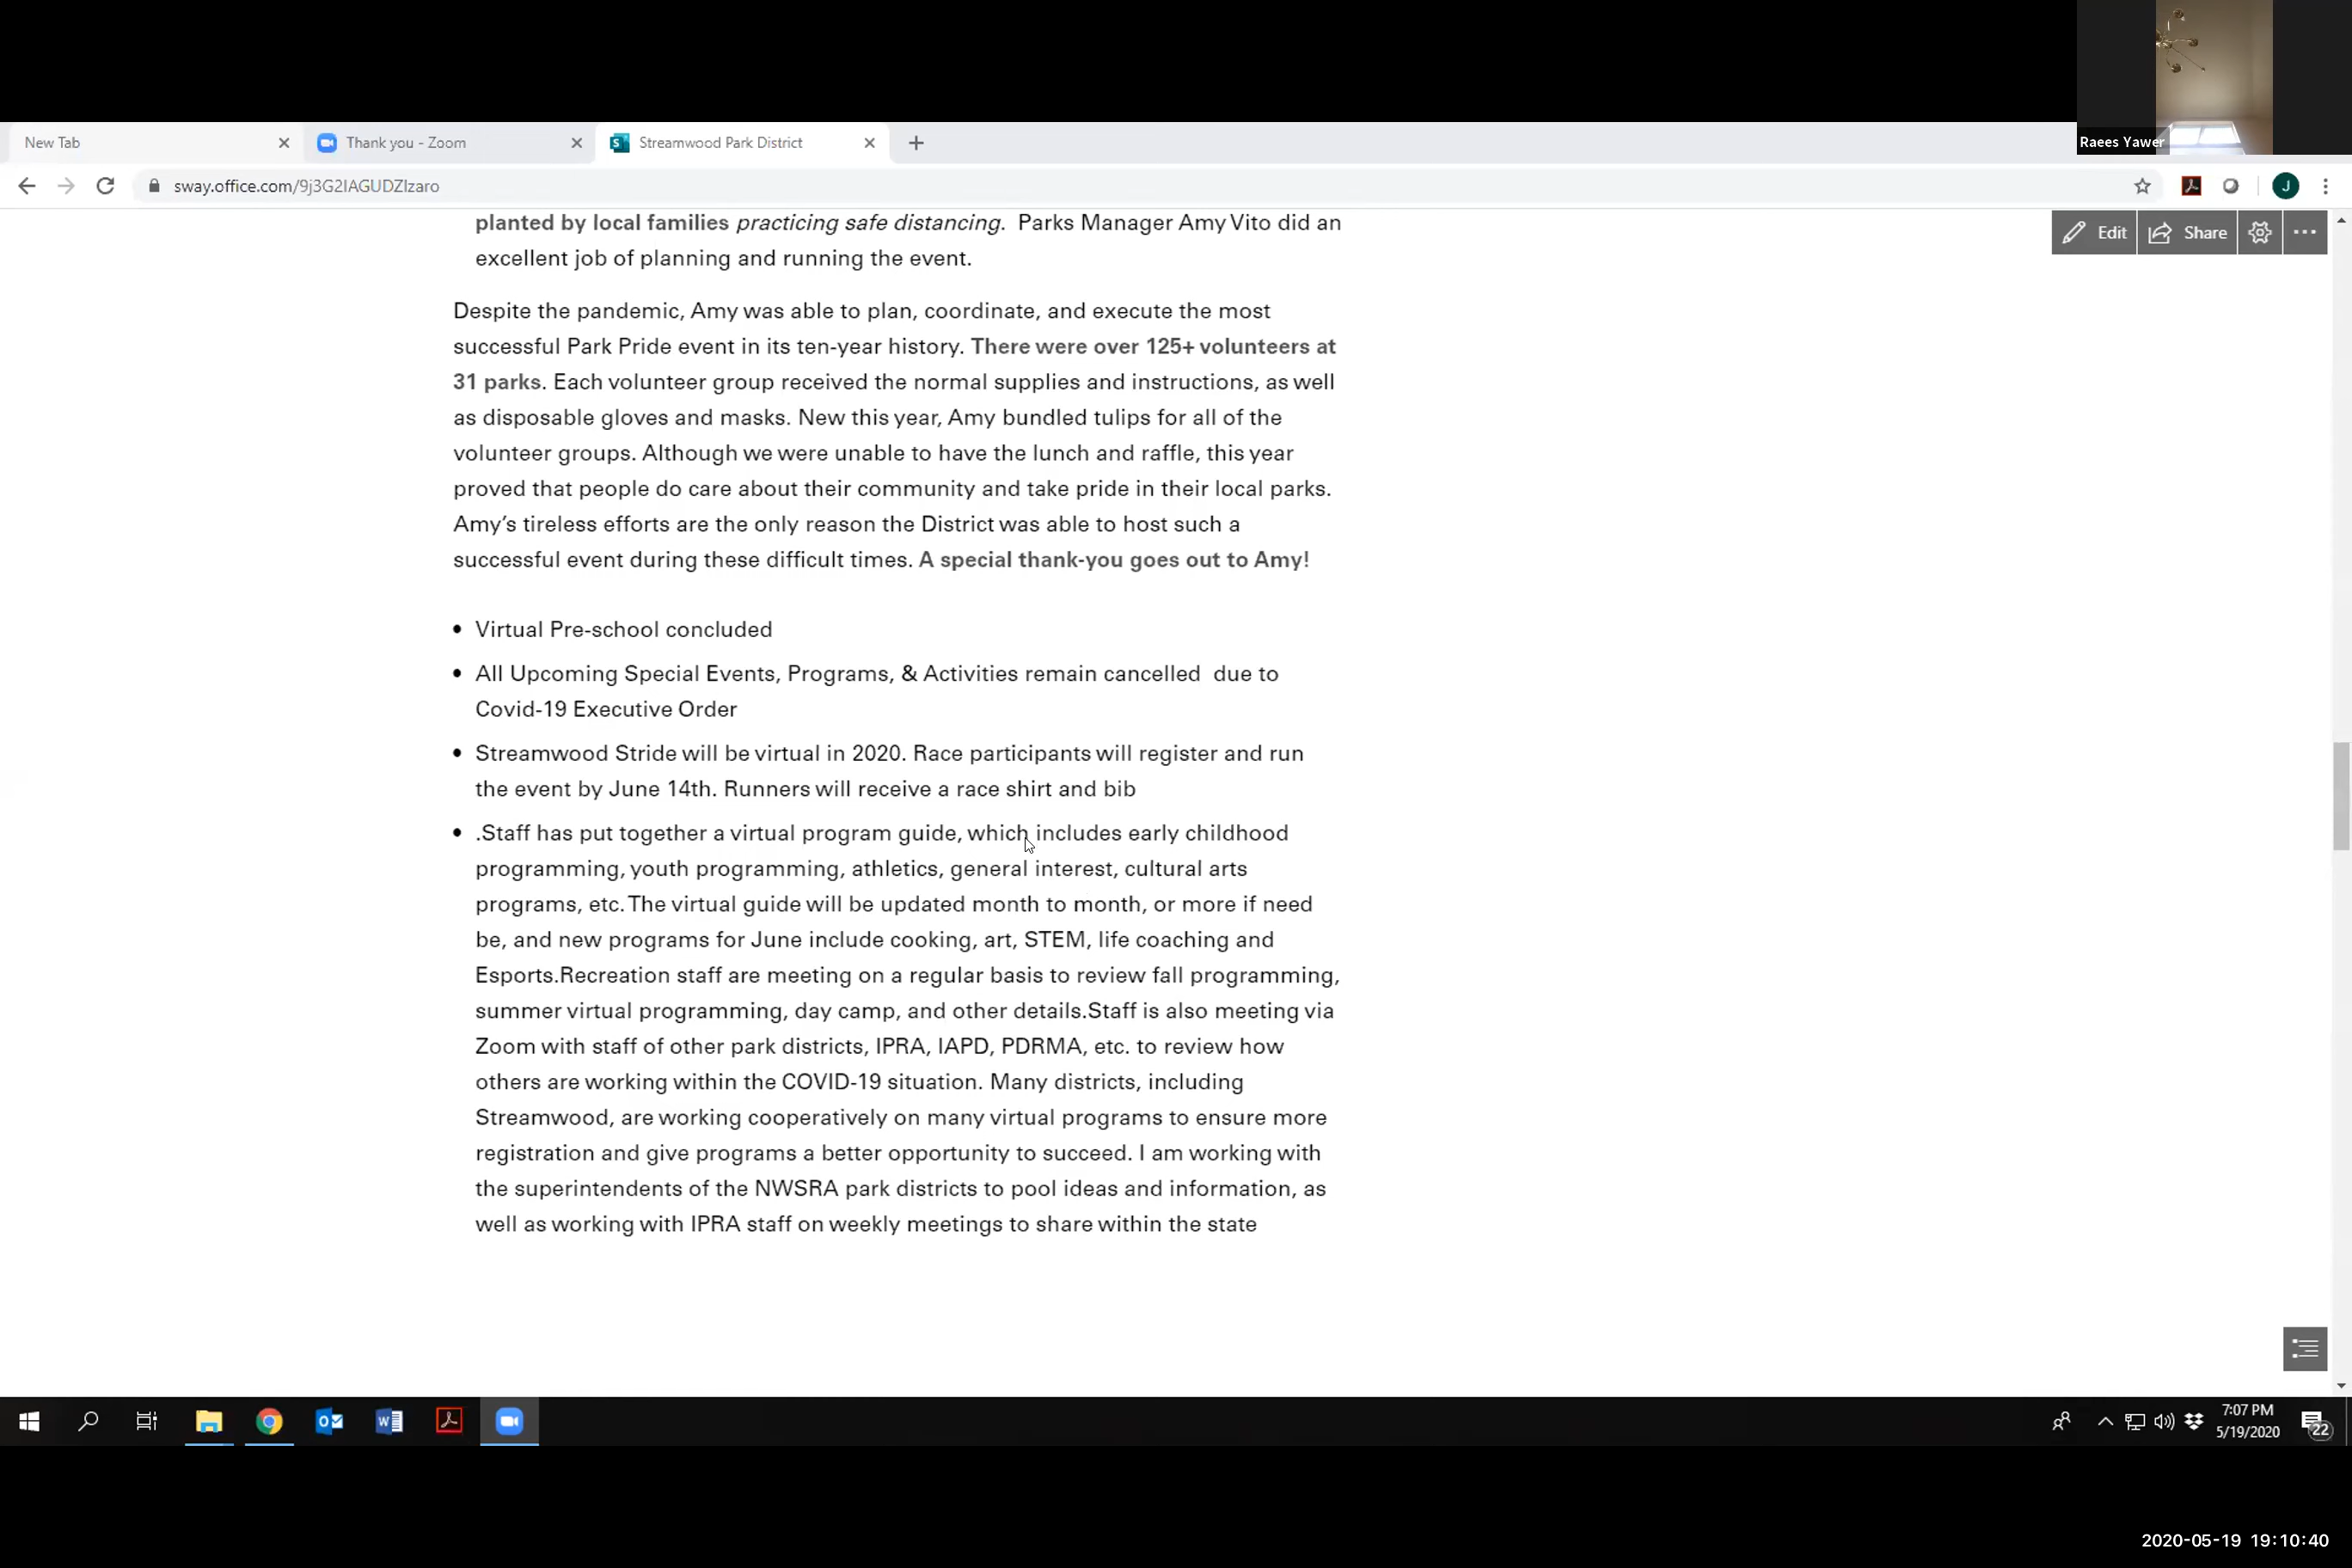 Raees Yawer
New Tab
Thank you - Zoom
Streamwood Park District
sway.office.com/9j3G2IAGUDZIzaro
J
Edit
Share
planted by local families practicing safe distancing.  Parks Manager Amy Vito did an
excellent job of planning and running the event.
Despite the pandemic, Amy was able to plan, coordinate, and execute the most
successful Park Pride event in its ten-year history. There were over 125+ volunteers at
31 parks. Each volunteer group received the normal supplies and instructions, as well
as disposable gloves and masks. New this year, Amy bundled tulips for all of the
volunteer groups. Although we were unable to have the lunch and raffle, this year
proved that people do care about their community and take pride in their local parks.
Amy’s tireless efforts are the only reason the District was able to host such a
successful event during these difficult times. A special thank-you goes out to Amy!
• Virtual Pre-school concluded
• All Upcoming Special Events, Programs, & Activities remain cancelled  due to
Covid-19 Executive Order
• Streamwood Stride will be virtual in 2020. Race participants will register and run
the event by June 14th. Runners will receive a race shirt and bib
• .Staff has put together a virtual program guide, which includes early childhood
programming, youth programming, athletics, general interest, cultural arts
programs, etc. The virtual guide will be updated month to month, or more if need
be, and new programs for June include cooking, art, STEM, life coaching and
Esports.Recreation staff are meeting on a regular basis to review fall programming,
summer virtual programming, day camp, and other details.Staff is also meeting via
Zoom with staff of other park districts, IPRA, IAPD, PDRMA, etc. to review how
others are working within the COVID-19 situation. Many districts, including
Streamwood, are working cooperatively on many virtual programs to ensure more
registration and give programs a better opportunity to succeed. I am working with
the superintendents of the NWSRA park districts to pool ideas and information, as
well as working with IPRA staff on weekly meetings to share within the state
7:07 PM
5/19/2020
22
2020-05-19 19:10:40